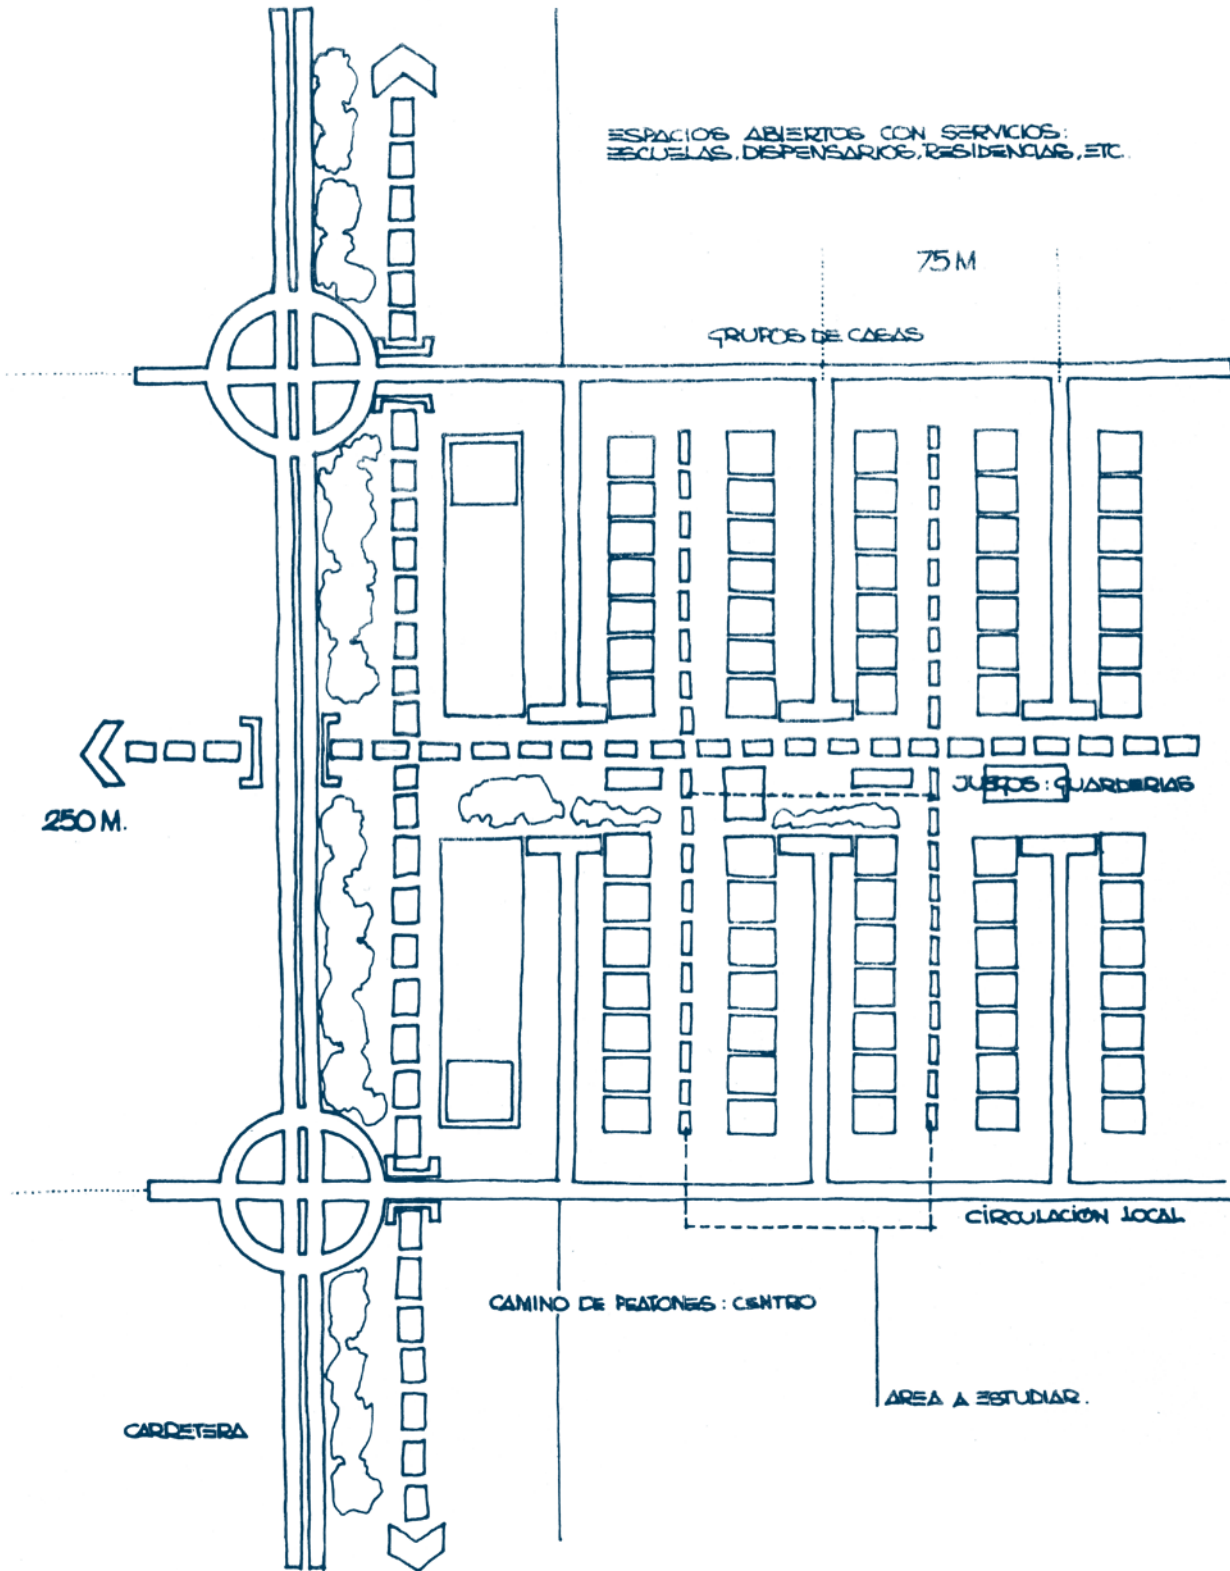 ESPACIOS ABIERTOS CON SERVICIOS:
ESCUELAS, DISPENSARIOS, RESIDENCIAS, ETC.
75 M
GRUPOS DE CASAS
JUEGOS: GUARDERIAS
250 M.
CIRCULACIÓN LOCAL
CAMINO DE PEATONES: CENTRO
AREA A ESTUDIAR.
CARRETERA